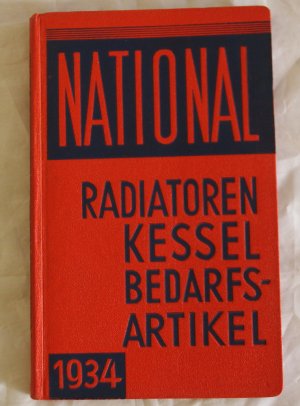 NATIONAL
RADIATOREN
KESSEL
BEDARFS-
ARTIKEL
1934